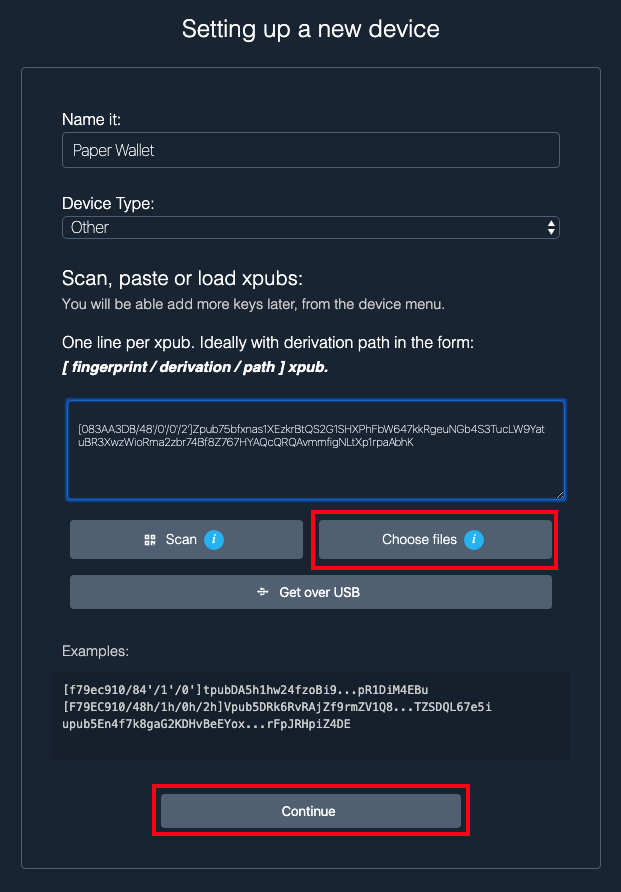 Setting up a new device
Name it:
Paper Wallet
Device Type:
Other
Scan, paste or load xpubs:
You will be able add more keys later, from the device menu.
One line per xpub. Ideally with derivation path in the form:
[ fingerprint / derivation / path ] xpub.
[083AA3DB/48'/0'/0'/2']Zpub75bfxnas1XEzkrBtQS2G1SHXPhFbW647kkRgeuNGb4S3TucLW9Yat
uBR3XwzWioRma2zbr74Bf8Z767HYAQcQRQAvmmfigNLtXp1rpaAbhK
Scan i
Choose files i
Get over USB
Examples:
[f79ec910/84'/1'/0']tpubDA5h1hw24fzoBi9...pR1DiM4EBu
[F79EC910/48h/1h/0h/2h]Vpub5DRk6RvRAjZf9rmZV1Q8...TZSDQL67e5i
upub5En4f7k8gaG2KDHvBeEYox...rFpJRHpiZ4DE
Continue